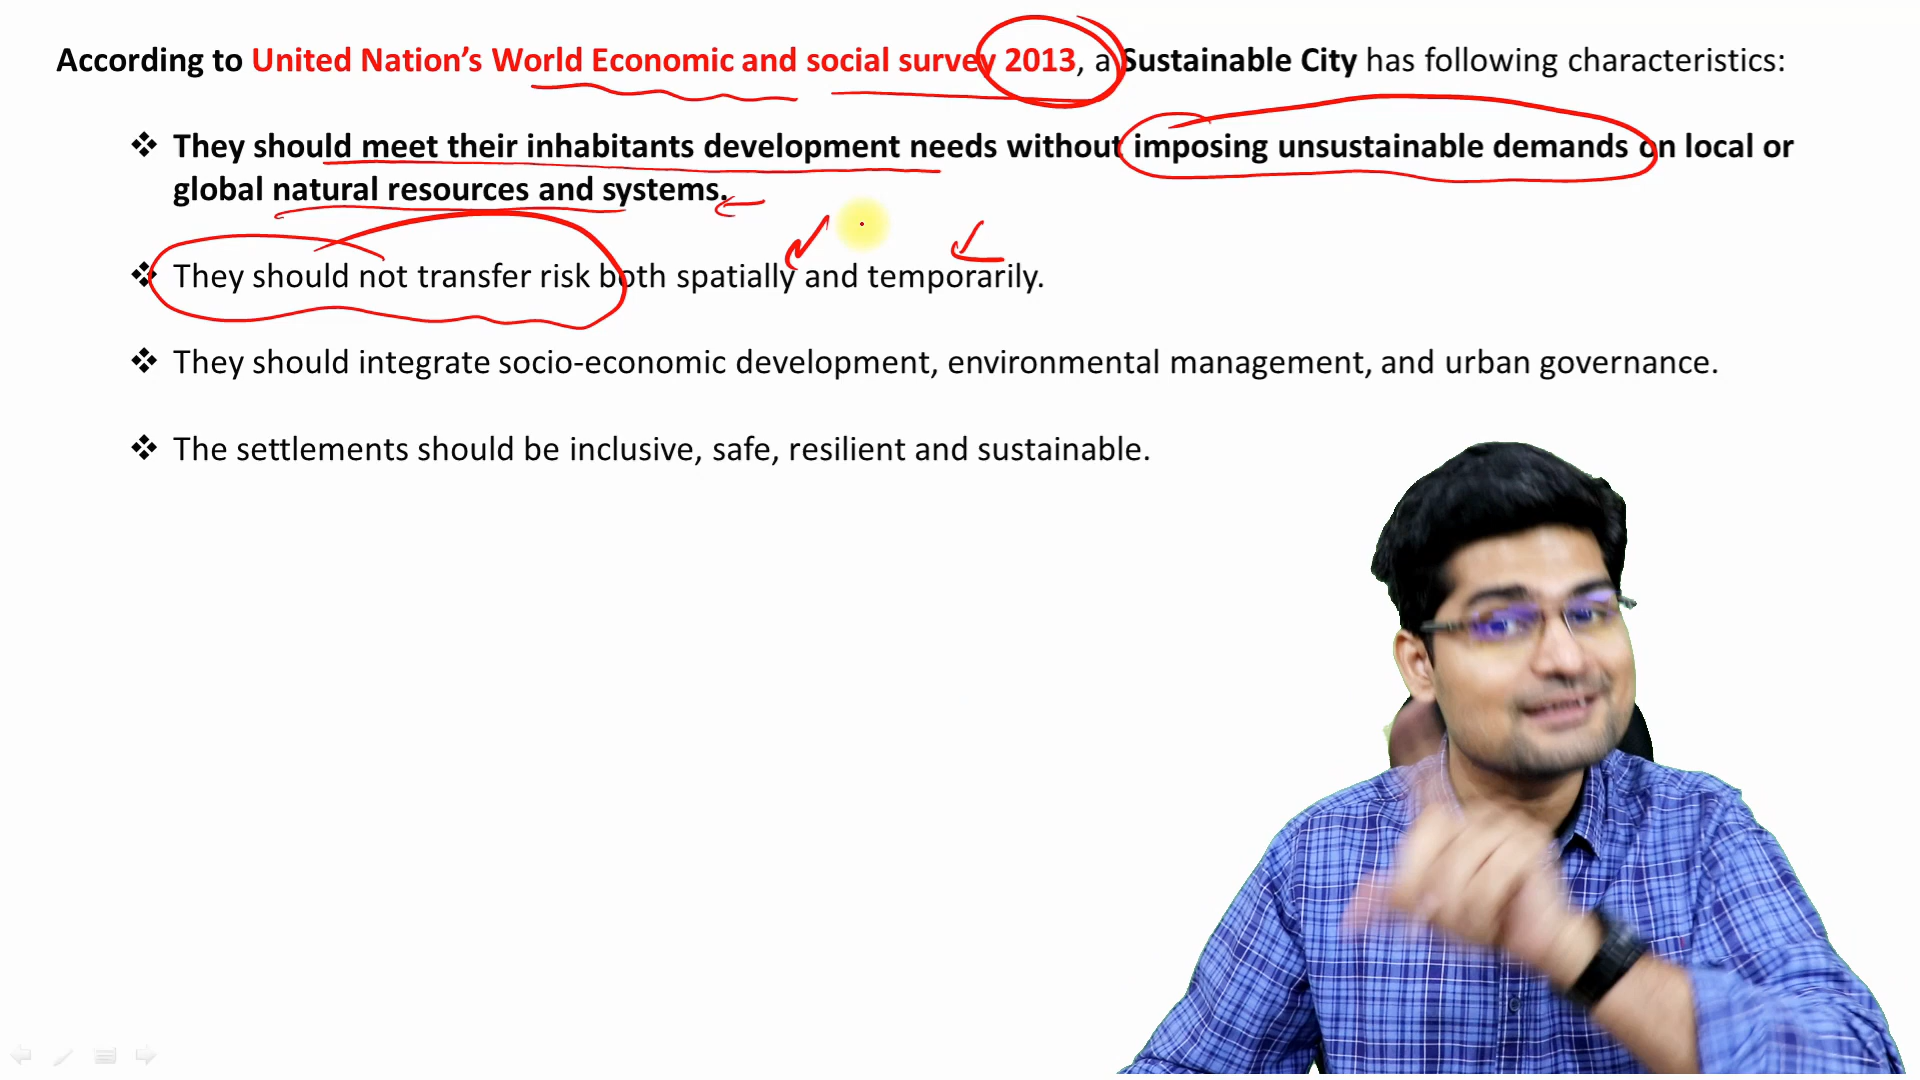 According to United Nation’s World Economic and social survey 2013, a Sustainable City has following characteristics:
❖ They should meet their inhabitants development needs without imposing unsustainable demands on local or
global natural resources and systems.
❖ They should not transfer risk both spatially and temporarily.
❖ They should integrate socio-economic development, environmental management, and urban governance.
❖ The settlements should be inclusive, safe, resilient and sustainable.